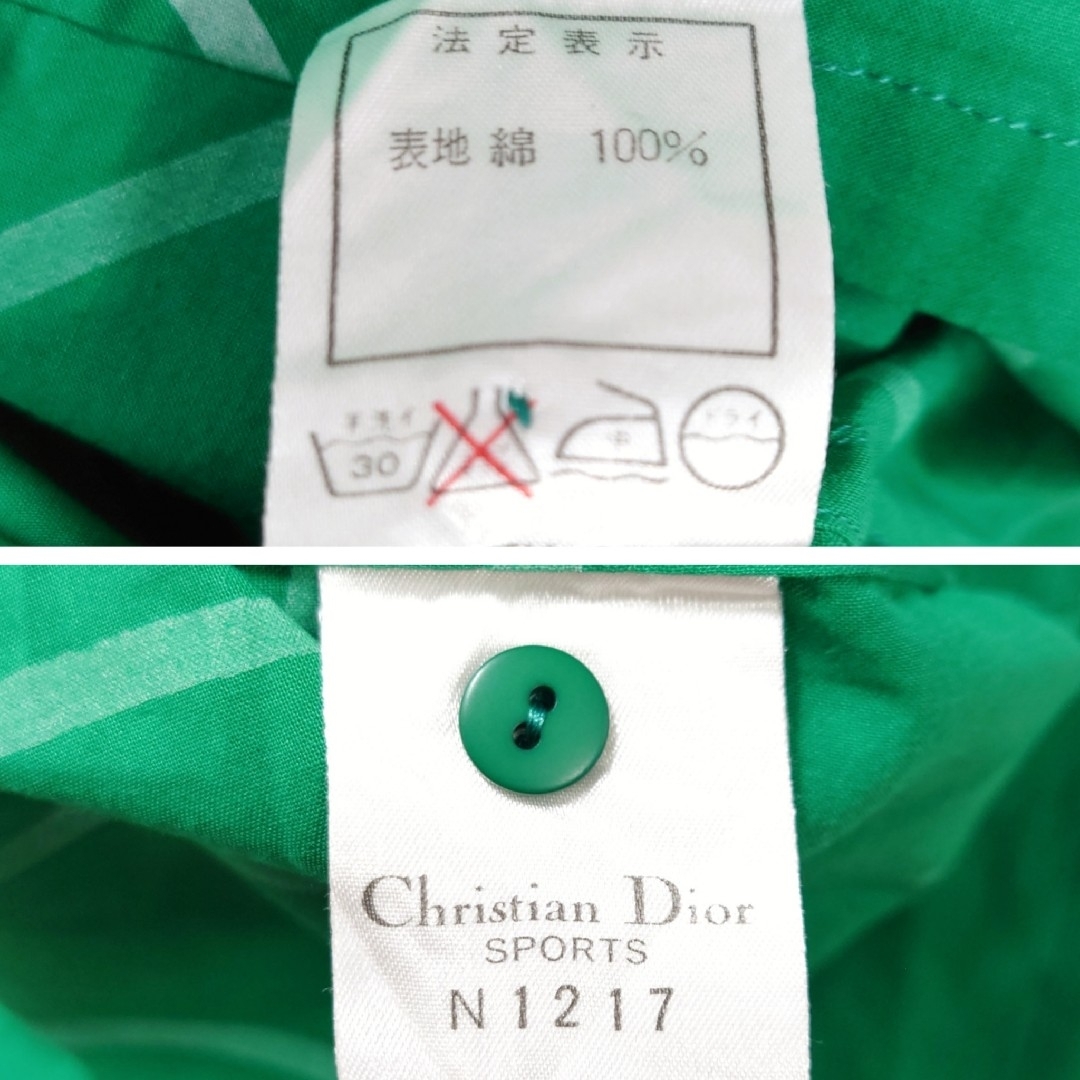 法定表示
表地 綿 100%
手洗イ
30
中
ドライ
Christian Dior
SPORTS
N1217